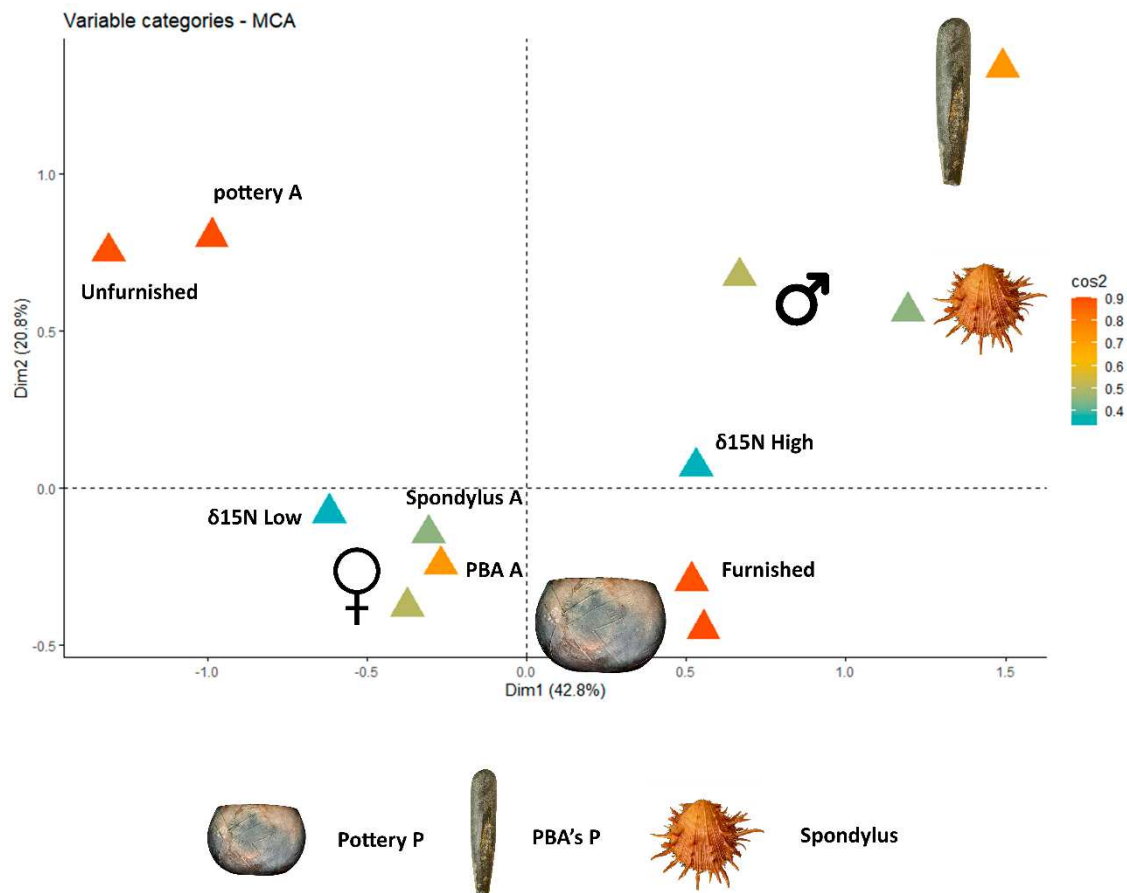 Variable categories - MCA
pottery A
Unfurnished
1.0
0.5
0.0
-0.5
Dim2 (20.8%)
δ15N High
Spondylus A
δ15N Low
PBA A
Furnished
-1.0
-0.5
0.0
0.5
1.0
1.5
Dim1 (42.8%)
cos2
0.9
0.8
0.7
0.6
0.5
0.4
Pottery P
PBA's P
Spondylus